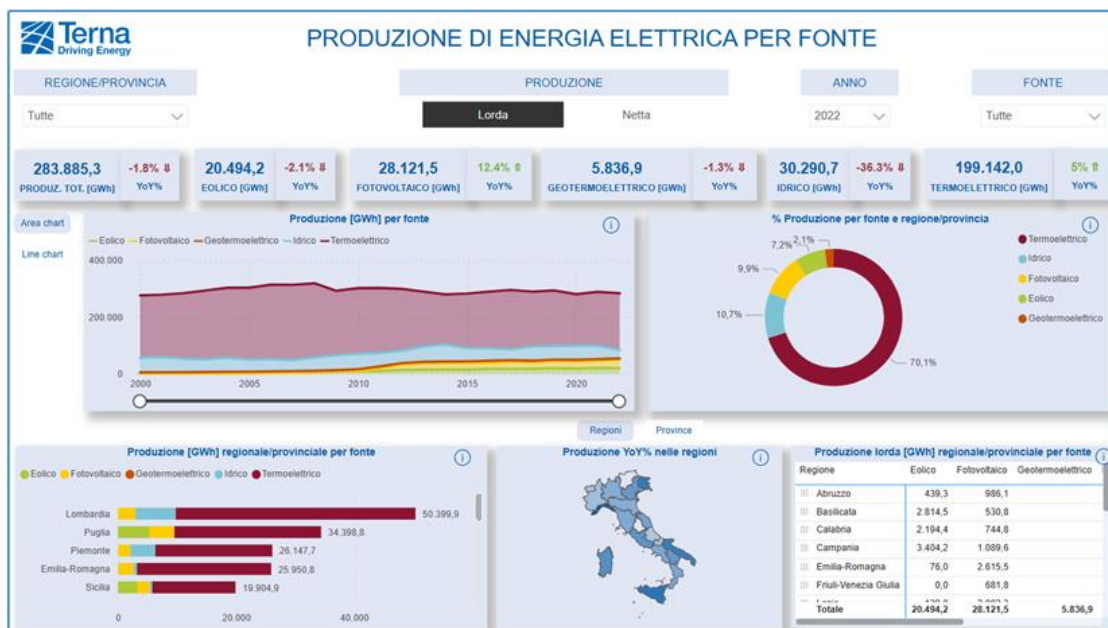 Terna
Driving Energy
PRODUZIONE DI ENERGIA ELETTRICA PER FONTE
REGIONE/PROVINCIA
PRODUZIONE
ANNO
FONTE
Tutte
Lorda
Netta
2022
Tutte
283.885,3
PRODUZ. TOT. [GWh]
-1.8% ⇩
YoY%
20.494,2
EOLICO [GWh]
-2.1% ⇩
YoY%
28.121,5
FOTOVOLTAICO [GWh]
12.4% ⇧
YoY%
5.836,9
GEOTERMOELETTRICO [GWh]
-1.3% ⇩
YoY%
30.290,7
IDRICO [GWh]
-36.3% ⇩
YoY%
199.142,0
TERMOELETTRICO [GWh]
5% ⇧
YoY%
Area chart
Line chart
Produzione [GWh] per fonte
Eolico Fotovoltaico Geotermoelettrico Idrico Termoelettrico
400.000
200.000
0
2000 2005 2010 2015 2020
% Produzione per fonte e regione/provincia
7,2%
2,1%
9,9%
10,7%
70,1%
Termoelettrico
Idrico
Fotovoltaico
Eolico
Geotermoelettrico
Regioni
Province
Produzione [GWh] regionale/provinciale per fonte
Eolico Fotovoltaico Geotermoelettrico Idrico Termoelettrico
Lombardia 50.399,9
Puglia 34.398,8
Piemonte 26.147,7
Emilia-Romagna 25.950,8
Sicilia 19.904,9
0 20.000 40.000
Produzione YoY% nelle regioni
Produzione lorda [GWh] regionale/provinciale per fonte
Regione Eolico Fotovoltaico Geotermoelettrico
Abruzzo 439,3 986,1
Basilicata 2.814,5 530,8
Calabria 2.194,4 744,8
Campania 3.404,2 1.089,6
Emilia-Romagna 76,0 2.615,5
Friuli-Venezia Giulia 0,0 681,8
Totale 20.494,2 28.121,5 5.836,9